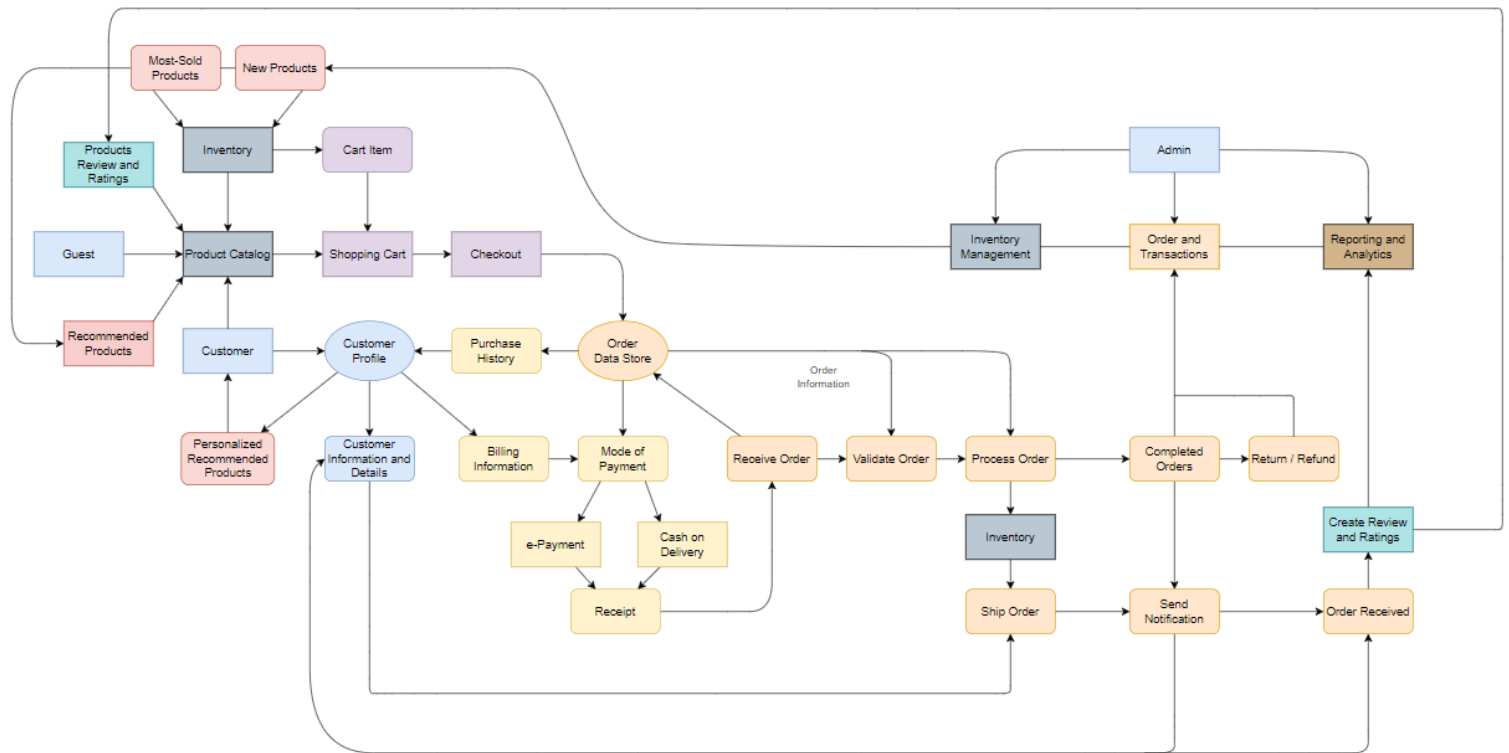 Most-Sold
Products
New Products
Products
Review and
Ratings
Inventory
Cart Item
Admin
Guest
Product Catalog
Shopping Cart
Checkout
Inventory
Management
Order and
Transactions
Reporting and
Analytics
Recommended
Products
Customer
Customer
Profile
Purchase
History
Order
Data Store
Order
Information
Personalized
Recommended
Products
Customer
Information and
Details
Billing
Information
Mode of
Payment
Receive Order
Validate Order
Process Order
Completed
Orders
Return / Refund
e-Payment
Cash on
Delivery
Inventory
Create Review
and Ratings
Receipt
Ship Order
Send
Notification
Order Received